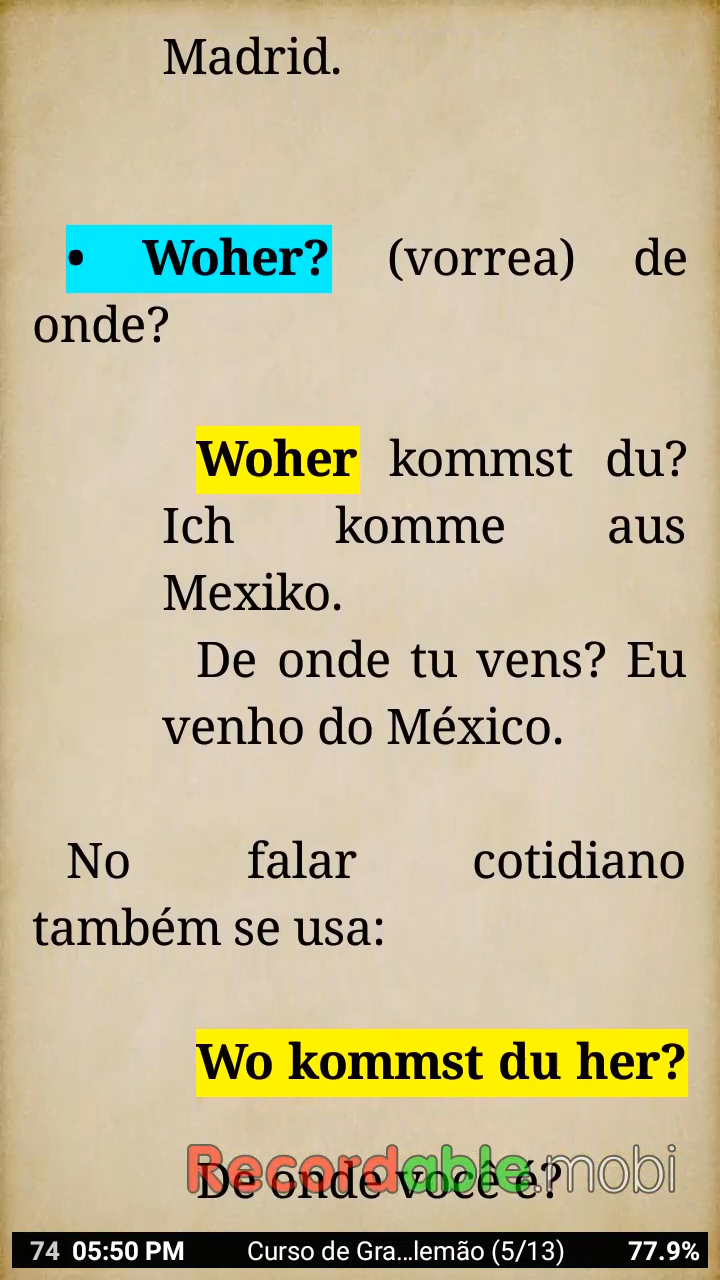 Madrid.
• Woher? (vorrea) de
onde?
Woher kommst du?
Ich komme aus
Mexiko.
De onde tu vens? Eu
venho do México.
No falar cotidiano
também se usa:
Wo kommst du her?
De onde você é?
Recordable.mobi
74 05:50 PM Curso de Gra...lemão (5/13) 77.9%